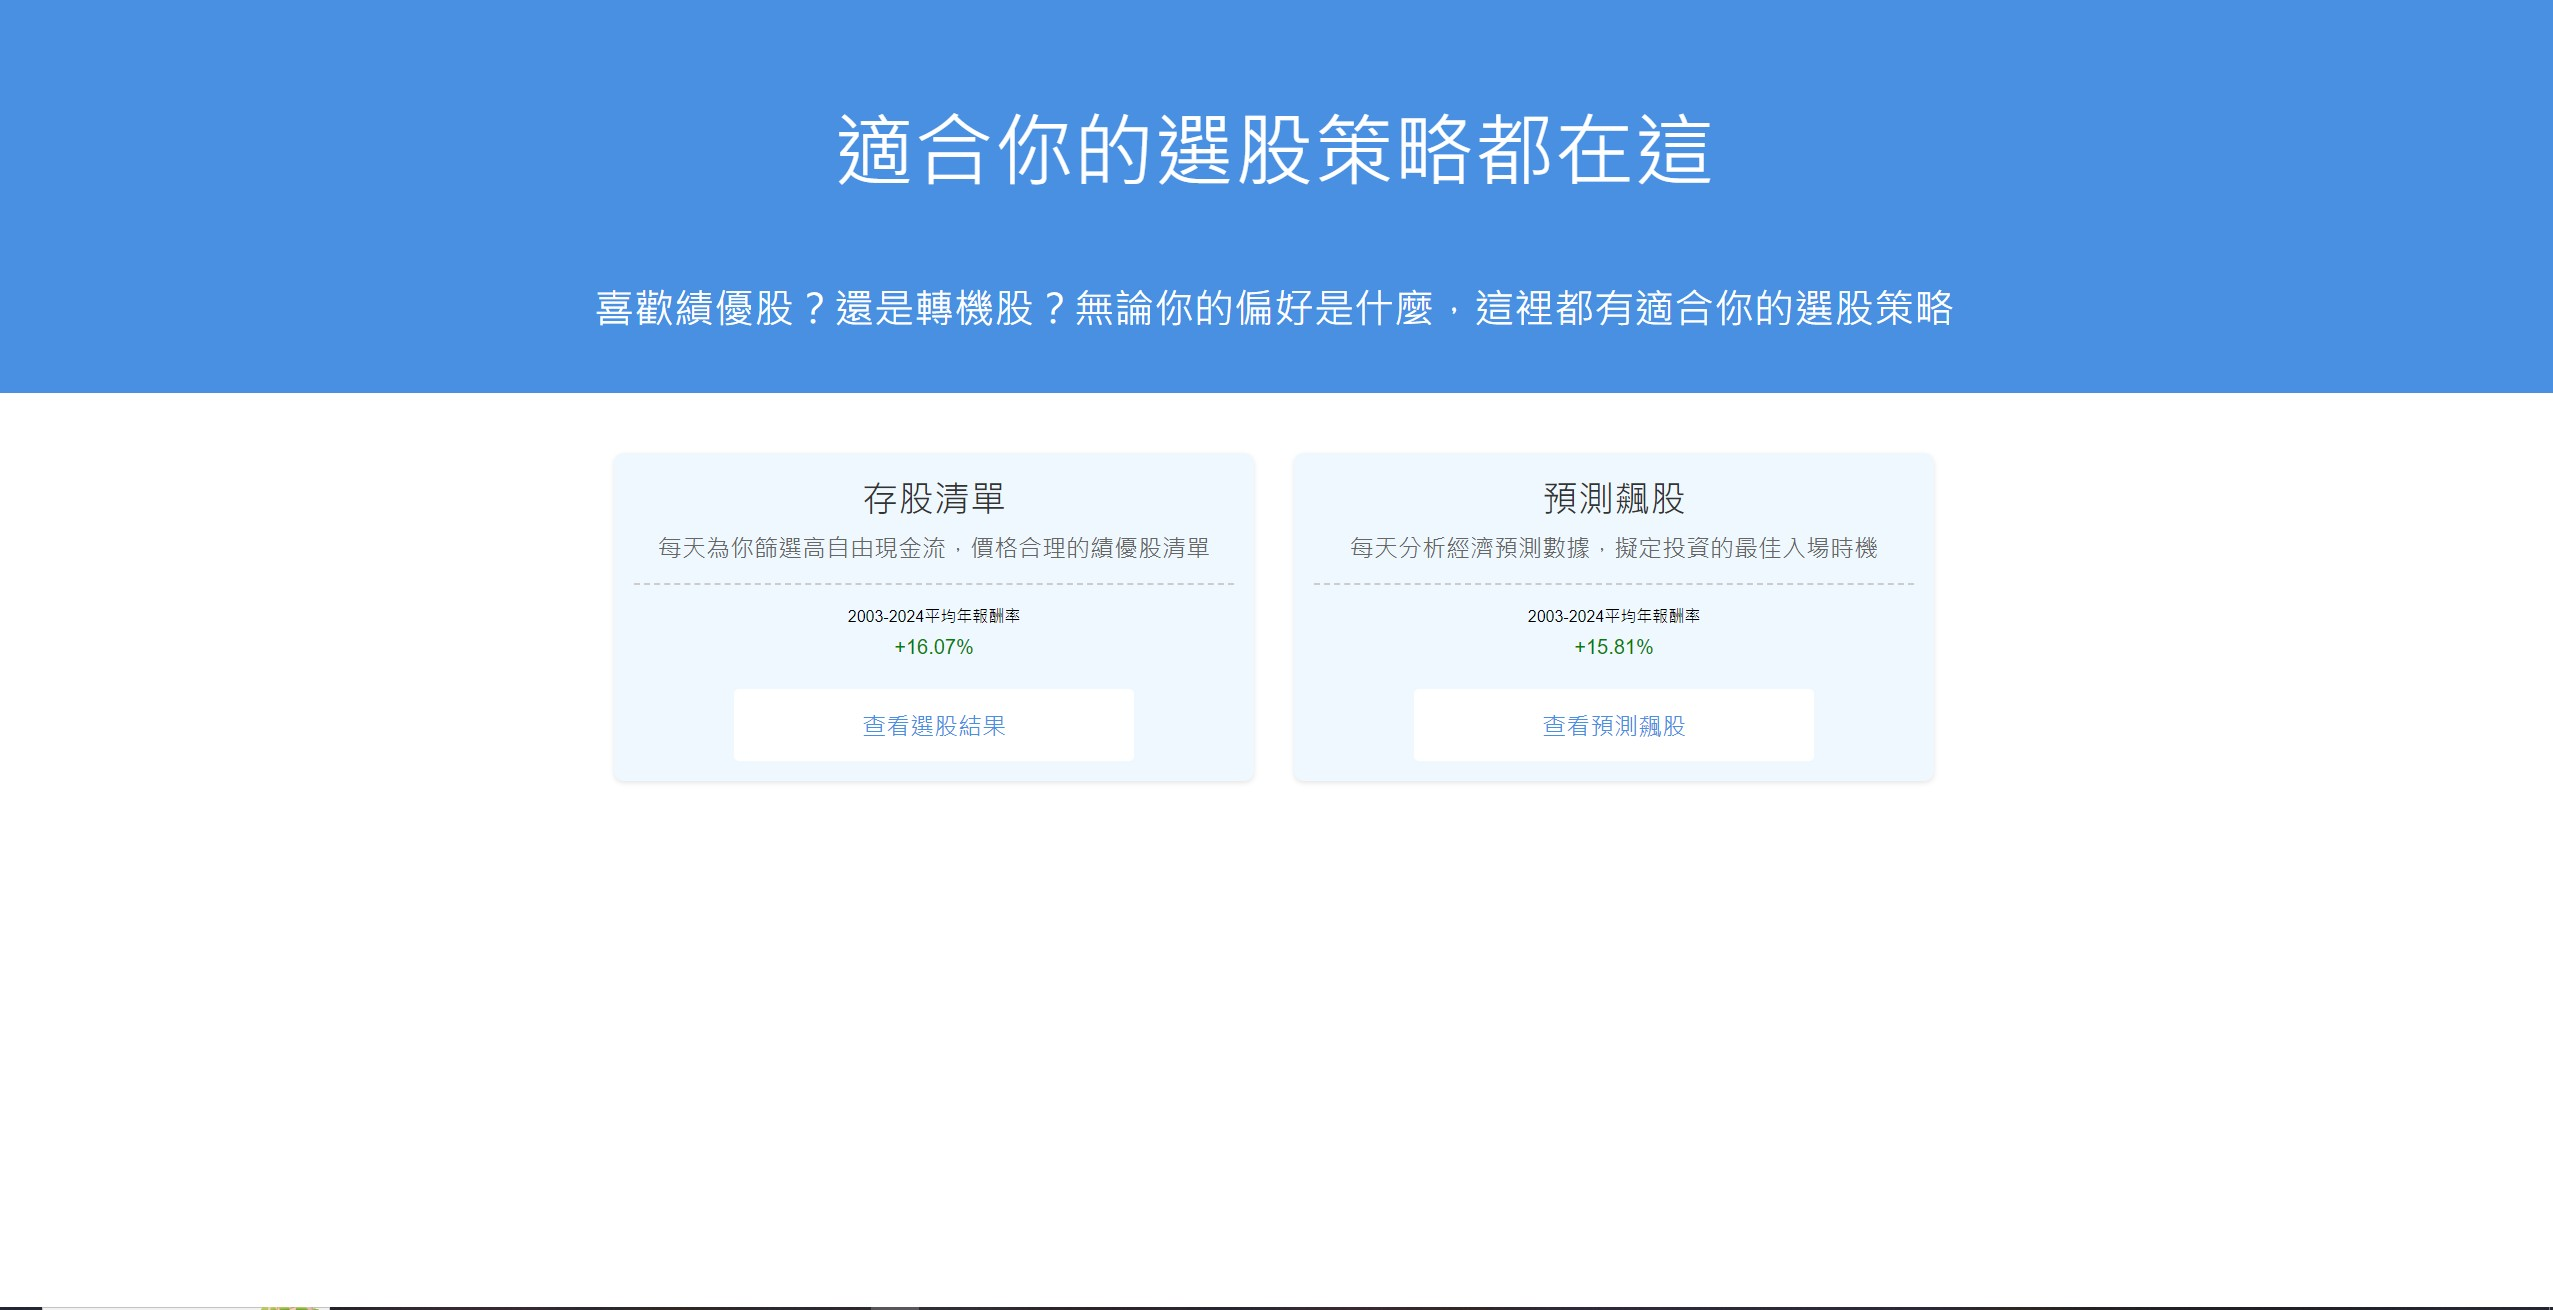 適合你的選股策略都在這
喜歡績優股？還是轉機股？無論你的偏好是什麼，這裡都有適合你的選股策略
存股清單
每天為你篩選高自由現金流，價格合理的績優股清單
2003-2024平均年報酬率
+16.07%
查看選股結果
預測飆股
每天分析經濟預測數據，擬定投資的最佳入場時機
2003-2024平均年報酬率
+15.81%
查看預測飆股